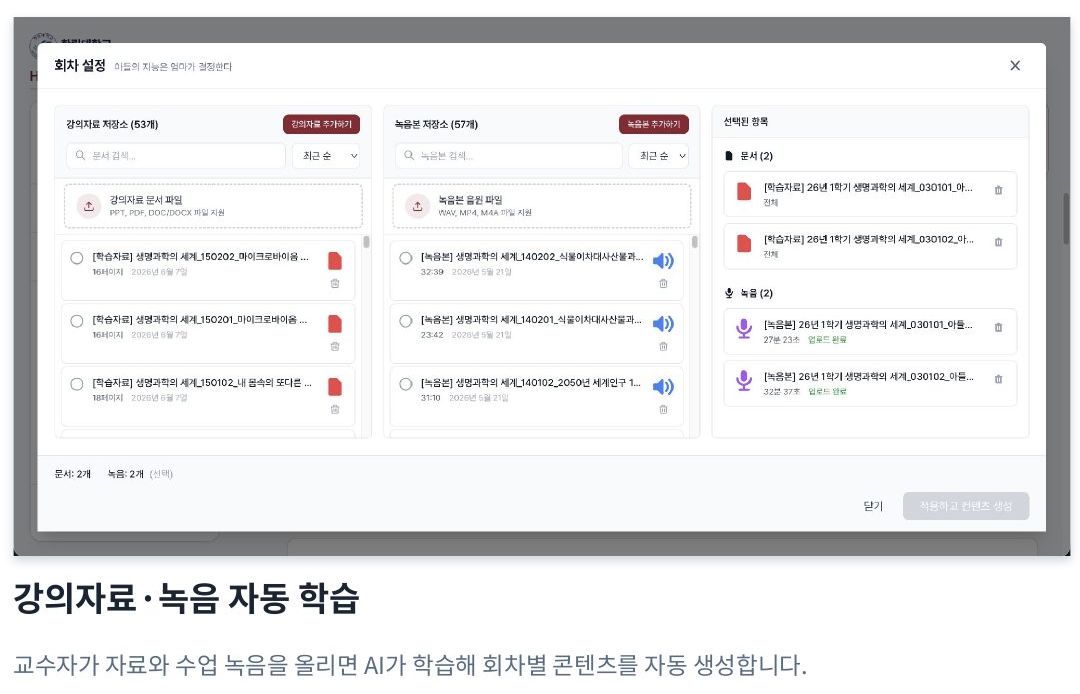 회차 설정 아들의 지능은 엄마가 결정한다
강의자료 저장소 (53개) 강의자료 추가하기
문서 검색... 최근 순
강의자료 문서 파일
PPT, PDF, DOC/DOCX 파일 지원
[학습자료] 생명과학의 세계_150202_마이크로바이옴 ...
16페이지 2026년 6월 7일
[학습자료] 생명과학의 세계_150201_마이크로바이옴 ...
16페이지 2026년 6월 7일
[학습자료] 생명과학의 세계_150102_내 몸속의 또다른 ...
18페이지 2026년 6월 7일
녹음본 저장소 (57개) 녹음본 추가하기
녹음본 검색... 최근 순
녹음본 음원 파일
WAV, MP4, M4A 파일 지원
[녹음본] 생명과학의 세계_140202_식물이차대사산물과...
32:39 2026년 5월 21일
[녹음본] 생명과학의 세계_140201_식물이차대사산물과...
23:42 2026년 5월 21일
[녹음본] 생명과학의 세계_140102_2050년 세계인구 1...
31:10 2026년 5월 21일
선택된 항목
문서 (2)
[학습자료] 26년 1학기 생명과학의 세계_030101_아...
전체
[학습자료] 26년 1학기 생명과학의 세계_030102_아...
전체
녹음 (2)
[녹음본] 26년 1학기 생명과학의 세계_030101_아들...
27분 23초 업로드 완료
[녹음본] 26년 1학기 생명과학의 세계_030102_아들...
32분 37초 업로드 완료
문서: 2개 녹음: 2개 (선택)
닫기 적용하고 컨텐츠 생성
강의자료·녹음 자동 학습
교수자가 자료와 수업 녹음을 올리면 AI가 학습해 회차별 콘텐츠를 자동 생성합니다.